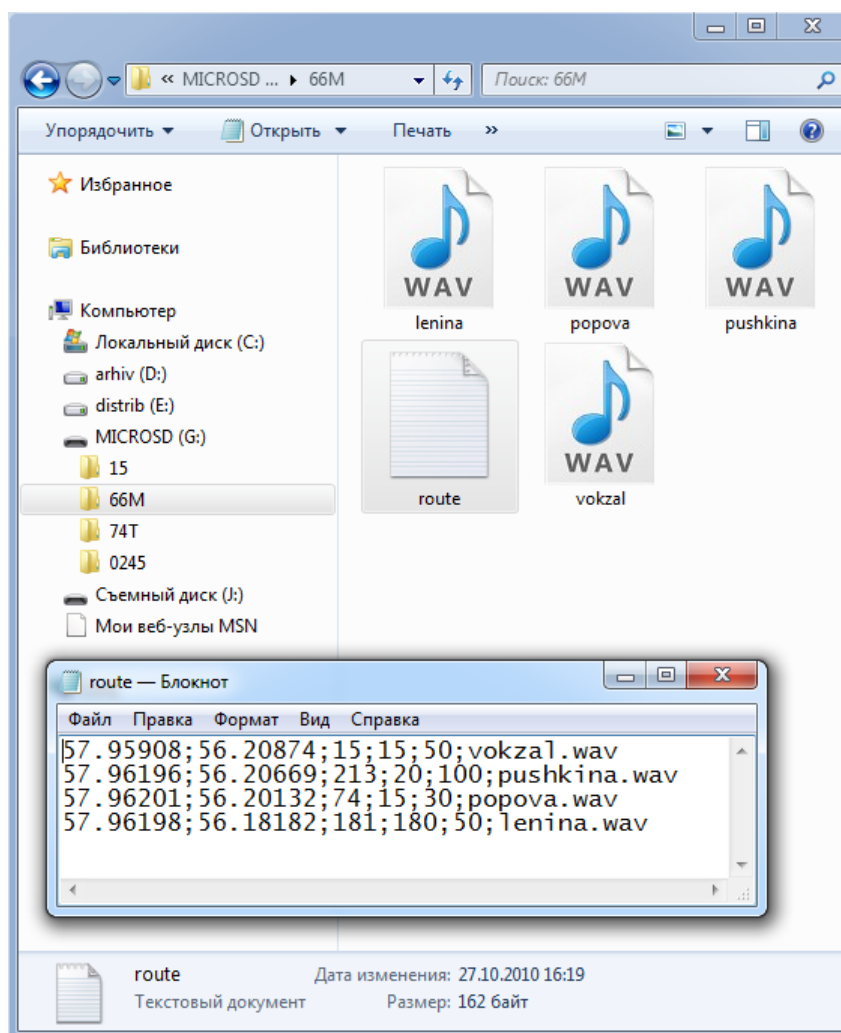 « MICROSD ... 66M
Поиск: 66M
Упорядочить
Открыть
Печать
»
Избранное
Библиотеки
Компьютер
Локальный диск (C:)
arhiv (D:)
distrib (E:)
MICROSD (G:)
15
66M
74T
0245
Съемный диск (J:)
Мои веб-узлы MSN
WAV
WAV
WAV
lenina
popova
pushkina
WAV
route
vokzal
route — Блокнот
Файл Правка Формат Вид Справка
57.95908;56.20874;15;15;50;vokzal.wav
57.96196;56.20669;213;20;100;pushkina.wav
57.96201;56.20132;74;15;30;popova.wav
57.96198;56.18182;181;180;50;lenina.wav
route
Дата изменения: 27.10.2010 16:19
Текстовый документ
Размер: 162 байт